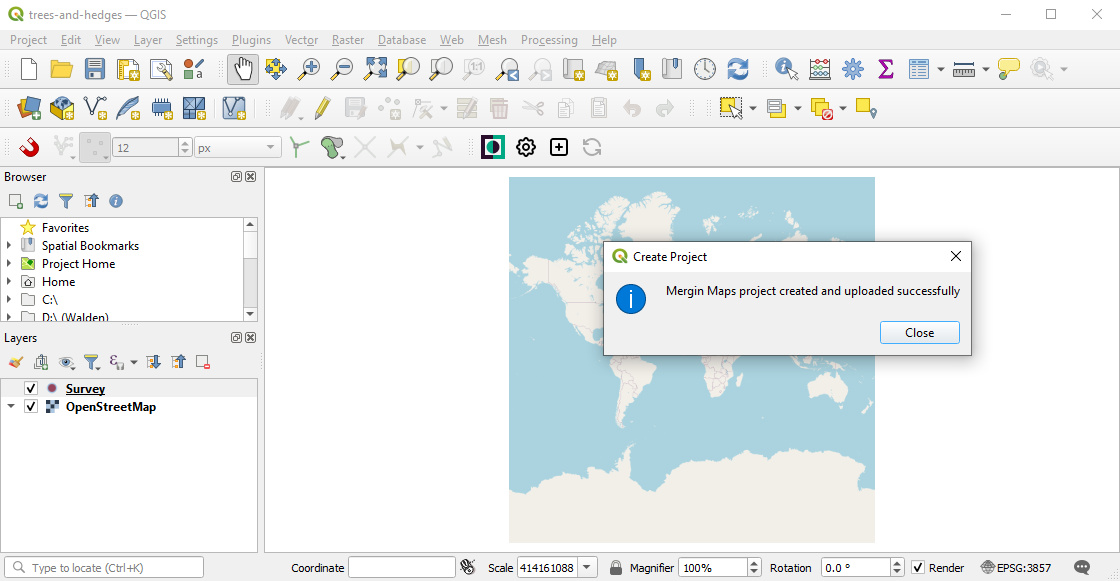 trees-and-hedges — QGIS
Project Edit View Layer Settings Plugins Vector Raster Database Web Mesh Processing Help
1:1
a
12 px
Browser
Favorites
Spatial Bookmarks
Project Home
Home
C:\
D:\ (Walden)
Layers
Survey
OpenStreetMap
Create Project
Mergin Maps project created and uploaded successfully
Close
Type to locate (Ctrl+K) Coordinate Scale 414161088 Magnifier 100% Rotation 0.0 ° Render EPSG:3857